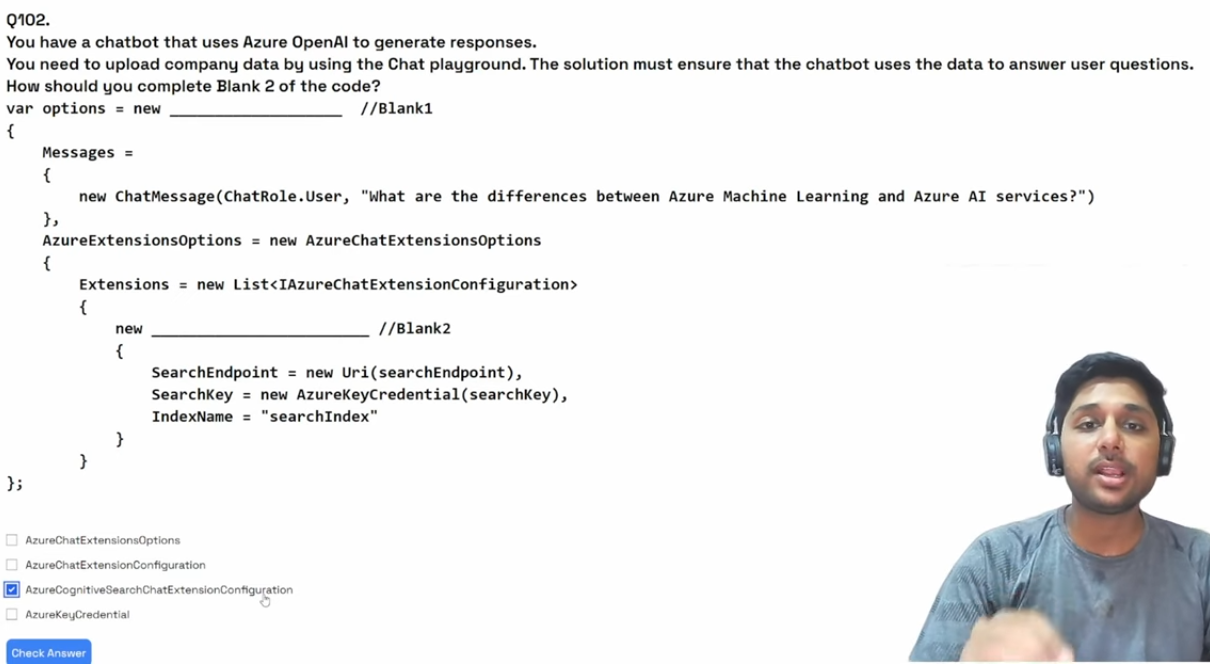 Q102.
You have a chatbot that uses Azure OpenAI to generate responses.
You need to upload company data by using the Chat playground. The solution must ensure that the chatbot uses the data to answer user questions.
How should you complete Blank 2 of the code?
var options = new ___________________ //Blank1
{
Messages =
{
new ChatMessage(ChatRole.User, "What are the differences between Azure Machine Learning and Azure AI services?")
},
AzureExtensionsOptions = new AzureChatExtensionsOptions
{
Extensions = new List<IAzureChatExtensionConfiguration>
{
new ________________________ //Blank2
{
SearchEndpoint = new Uri(searchEndpoint),
SearchKey = new AzureKeyCredential(searchKey),
IndexName = "searchIndex"
}
}
};
AzureChatExtensionsOptions
AzureChatExtensionConfiguration
AzureCognitiveSearchChatExtensionConfiguration
AzureKeyCredential
Check Answer